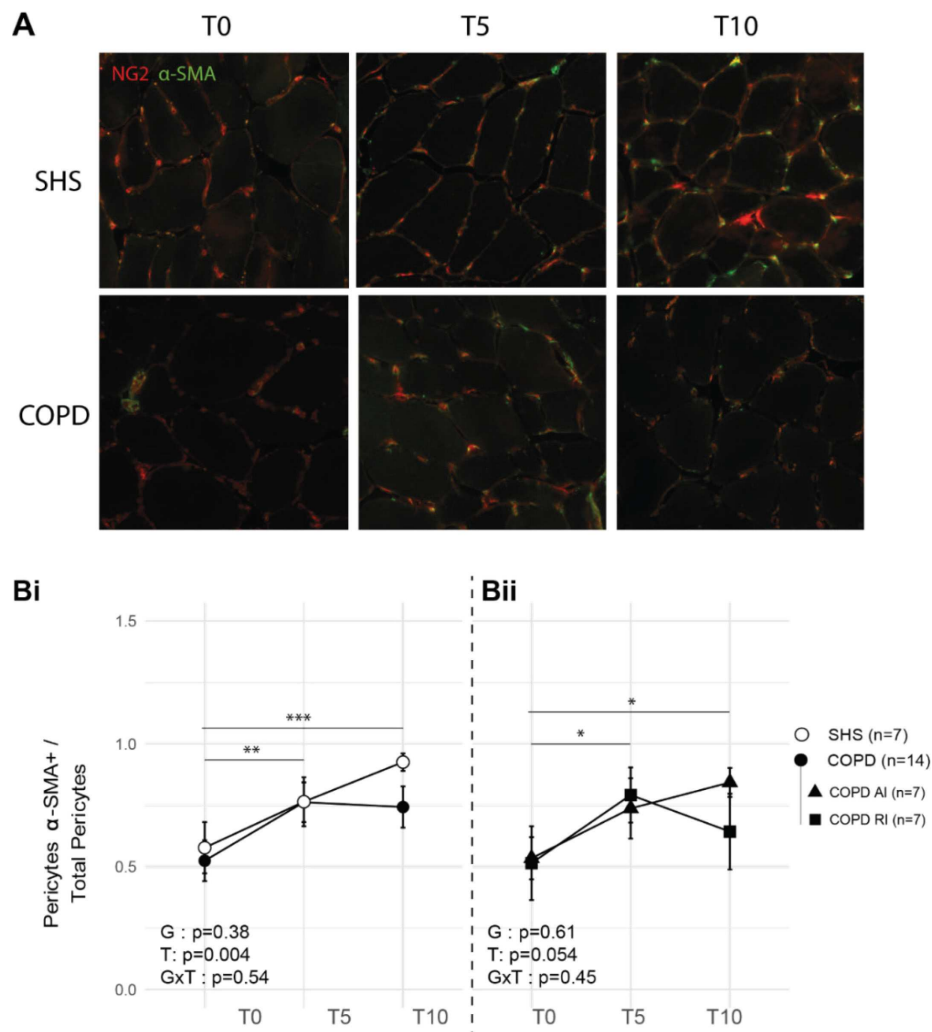 A
T0 T5 T10
NG2 α-SMA
SHS
COPD
Bi
Bii
1.5
1.0
0.5
0.0
Pericytes α-SMA+ /
Total Pericytes
***
**
G : p=0.38
T: p=0.004
GxT : p=0.54
T0 T5 T10
*
*
G : p=0.61
T: p=0.054
GxT : p=0.45
T0 T5 T10
SHS (n=7)
COPD (n=14)
COPD AI (n=7)
COPD RI (n=7)